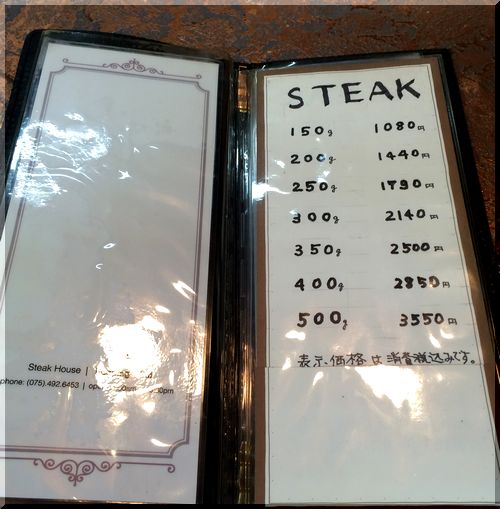 Steak House |
phone: (075).492.6453 |
STEAK
150g 1080円
200g 1440円
250g 1790円
300g 2140円
350g 2500円
400g 2850円
500g 3550円
表示価格は消費税込みです。